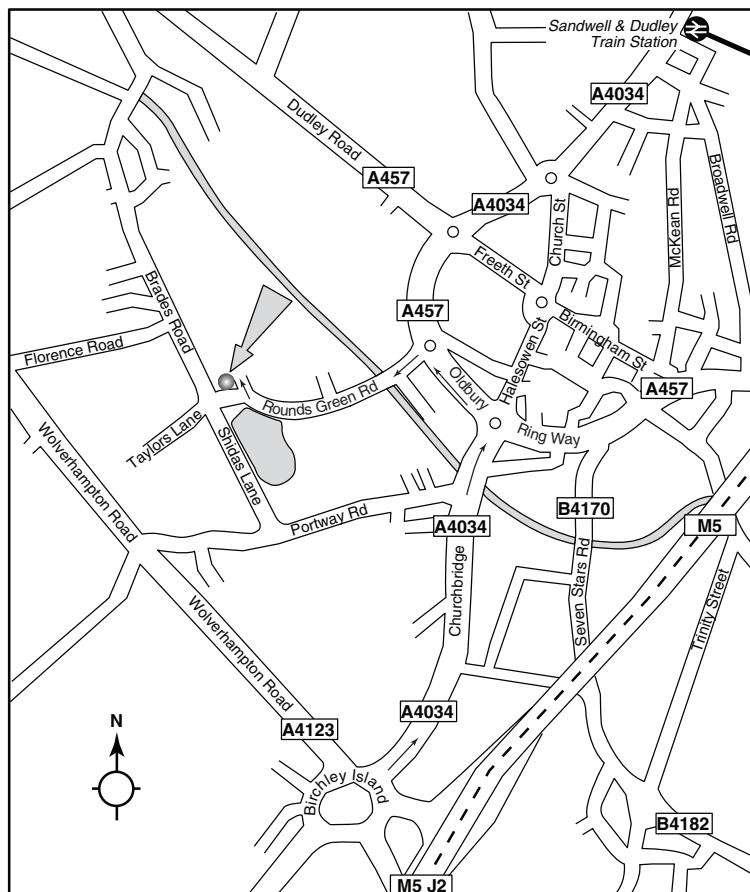 Sandwell & Dudley
Train Station
A4034
Dudley Road
A457
A4034
Church St
McKean Rd
Broadwell Rd
Freeth St
Brades Road
A457
Birmingham St
Halesowen St
Florence Road
A457
Oldbury
Rounds Green Rd
Ring Way
Taylors Lane
Shidas Lane
Wolverhampton Road
B4170
Portway Rd
A4034
M5
Churchbridge
Seven Stars Rd
Trinity Street
Wolverhampton Road
A4034
N
A4123
Birchley Island
B4182
M5 J2